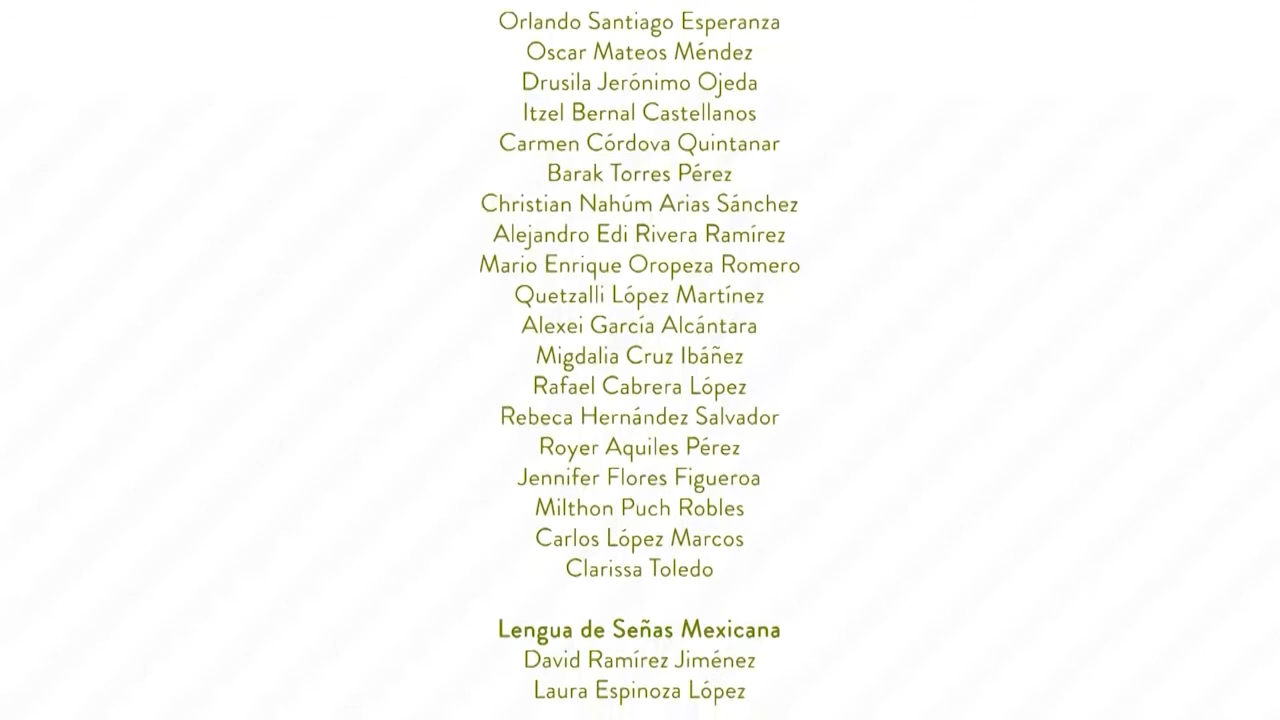 Orlando Santiago Esperanza
Oscar Mateos Méndez
Drusila Jerónimo Ojeda
Itzel Bernal Castellanos
Carmen Córdova Quintanar
Barak Torres Pérez
Christian Nahúm Arias Sánchez
Alejandro Edi Rivera Ramírez
Mario Enrique Oropeza Romero
Quetzalli López Martínez
Alexei García Alcántara
Migdalia Cruz Ibáñez
Rafael Cabrera López
Rebeca Hernández Salvador
Royer Aquiles Pérez
Jennifer Flores Figueroa
Milthon Puch Robles
Carlos López Marcos
Clarissa Toledo
Lengua de Señas Mexicana
David Ramírez Jiménez
Laura Espinoza López